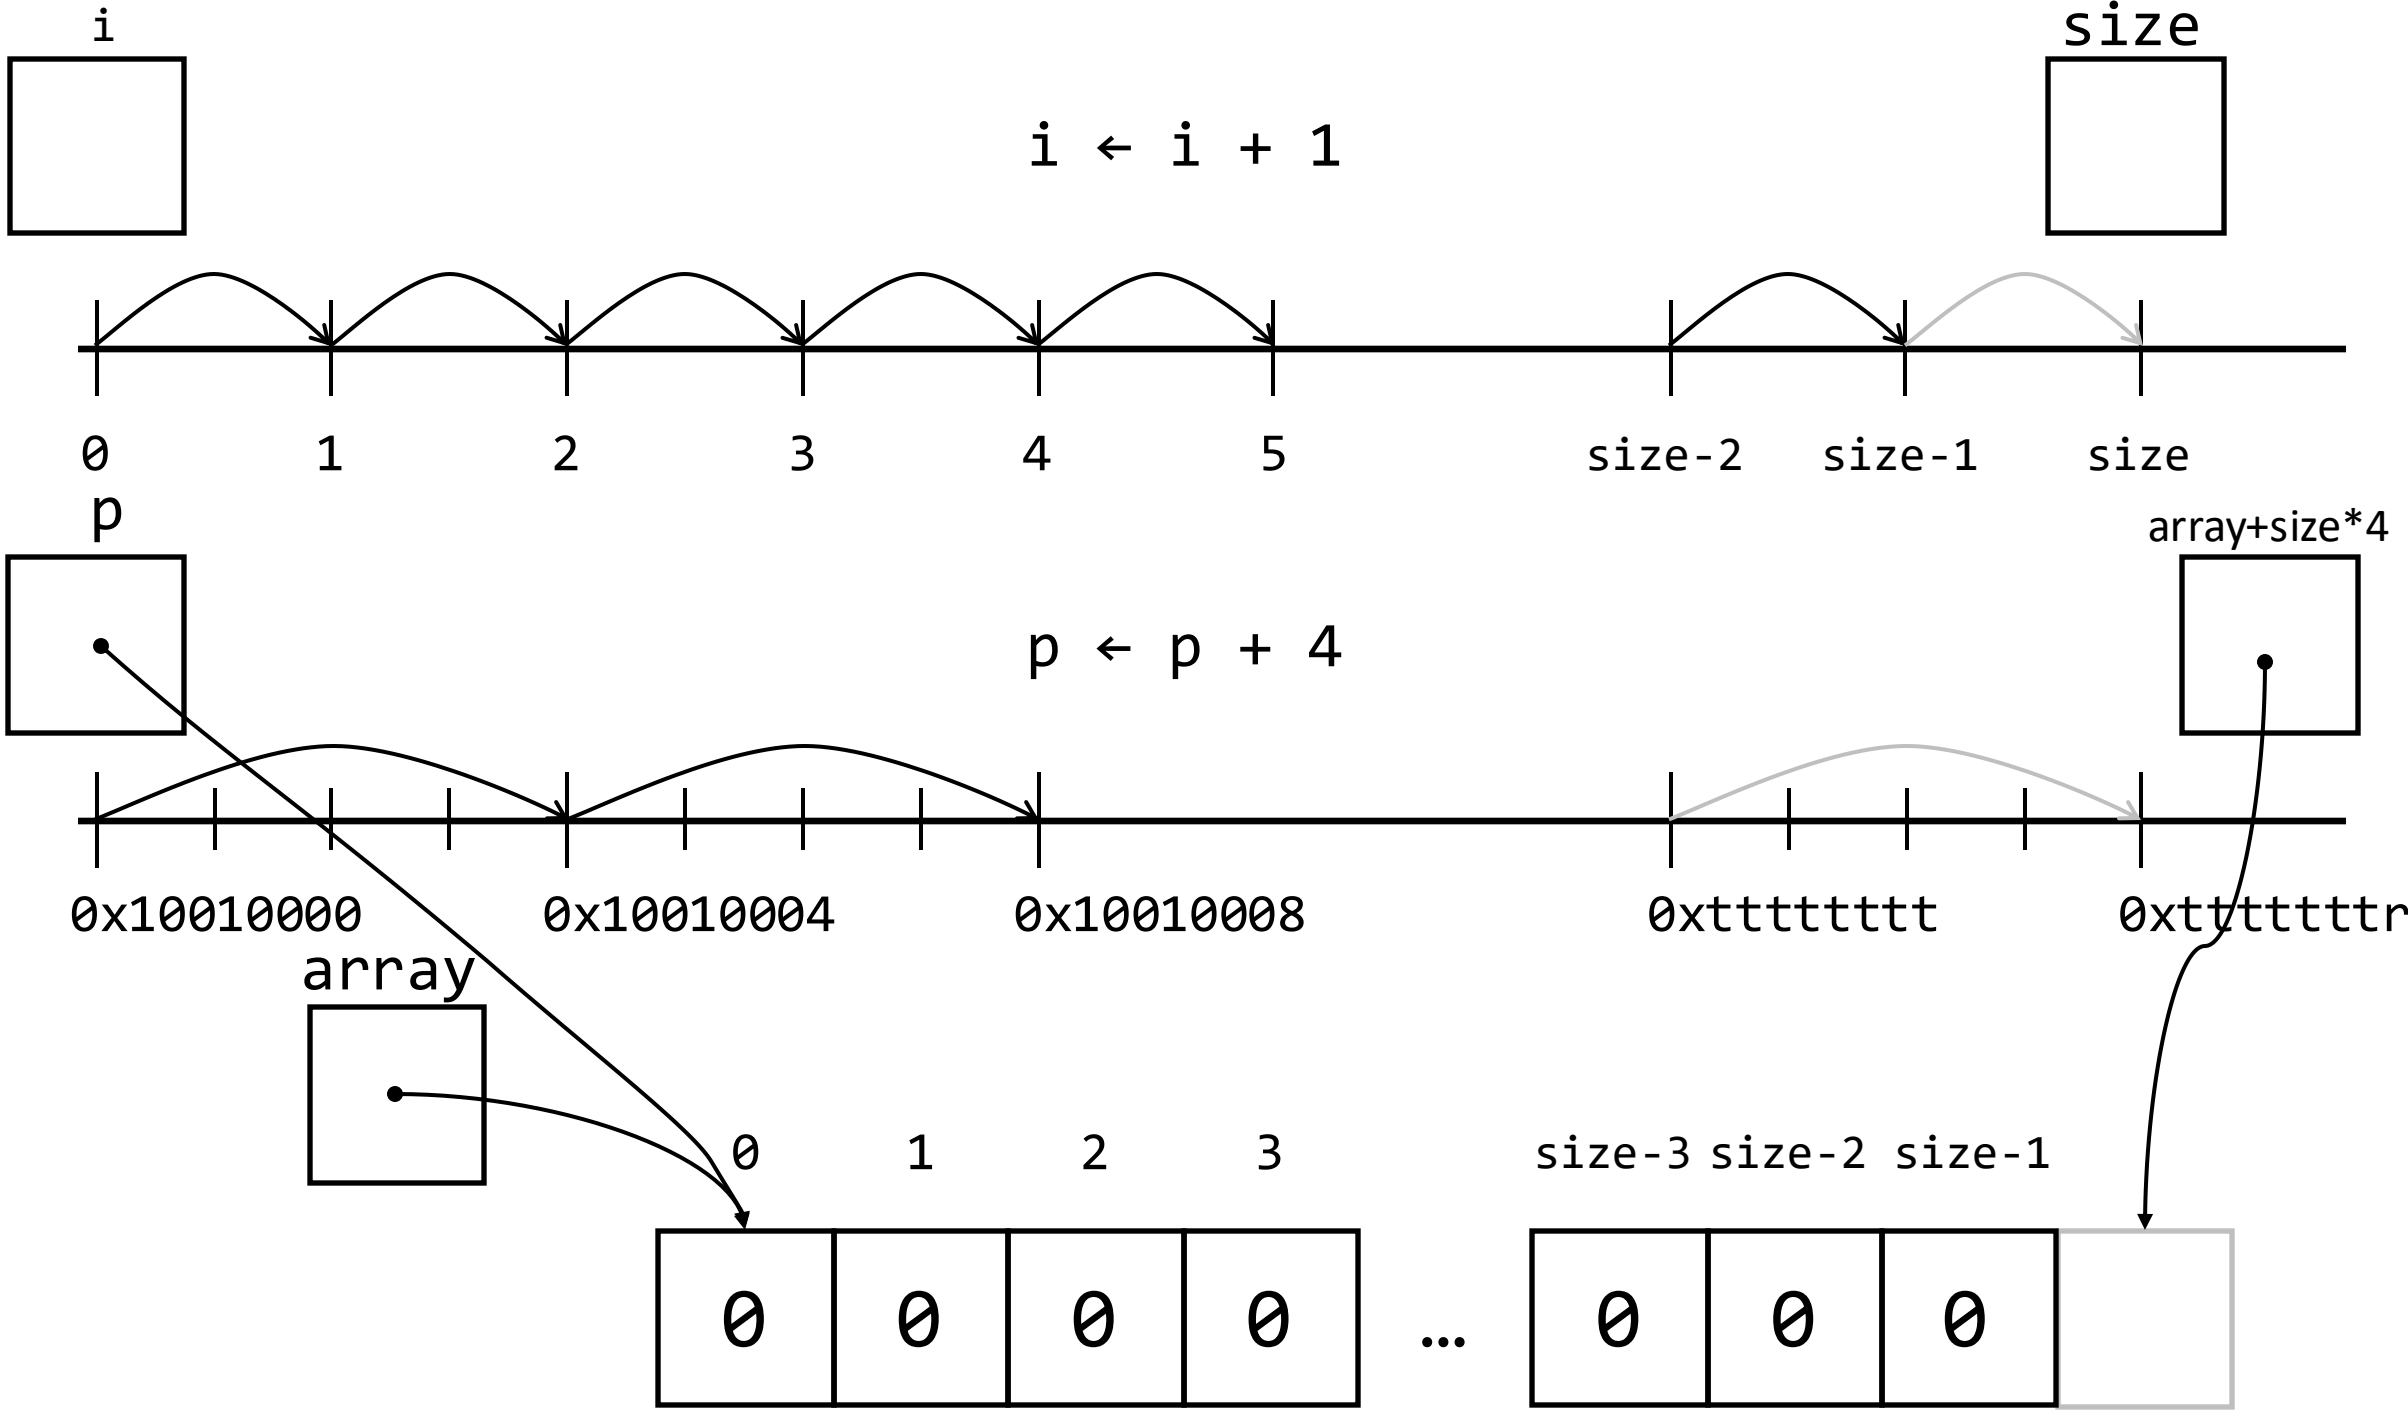 i size
i ← i + 1
0 1 2 3 4 5 size-2 size-1 size
p array+size*4
p ← p + 4
0x10010000 0x10010004 0x10010008 0xtttttttt 0xtttttttr
array
0 1 2 3 size-3 size-2 size-1
0 0 0 0 … 0 0 0